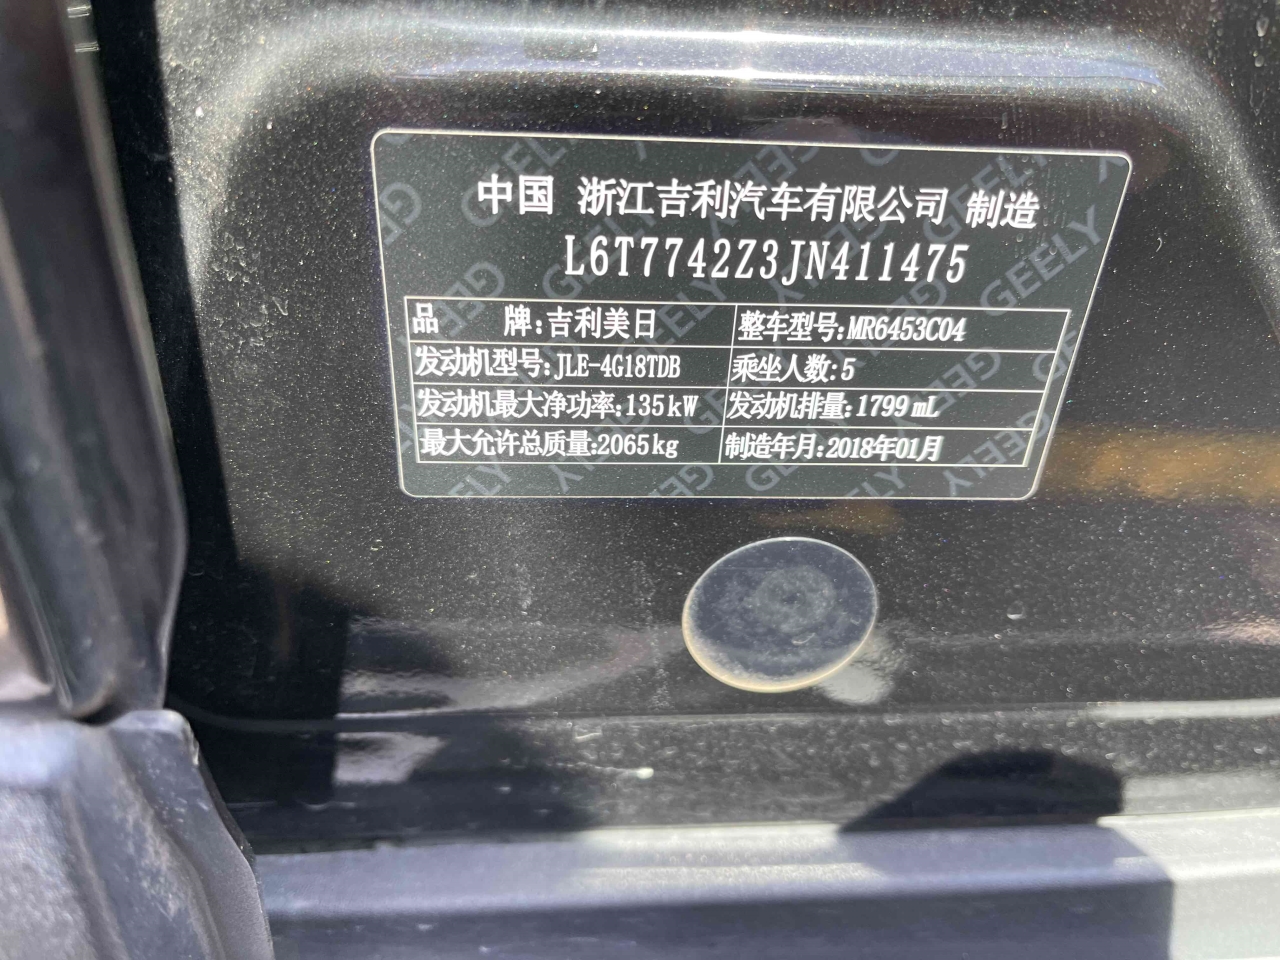 中国 浙江吉利汽车有限公司 制造
L6T7742Z3JN411475
品 牌:吉利美日 整车型号:MR6453C04
发动机型号:JLE-4G18TDB 乘坐人数:5
发动机最大净功率:135kW 发动机排量:1799mL
最大允许总质量:2065kg 制造年月:2018年01月